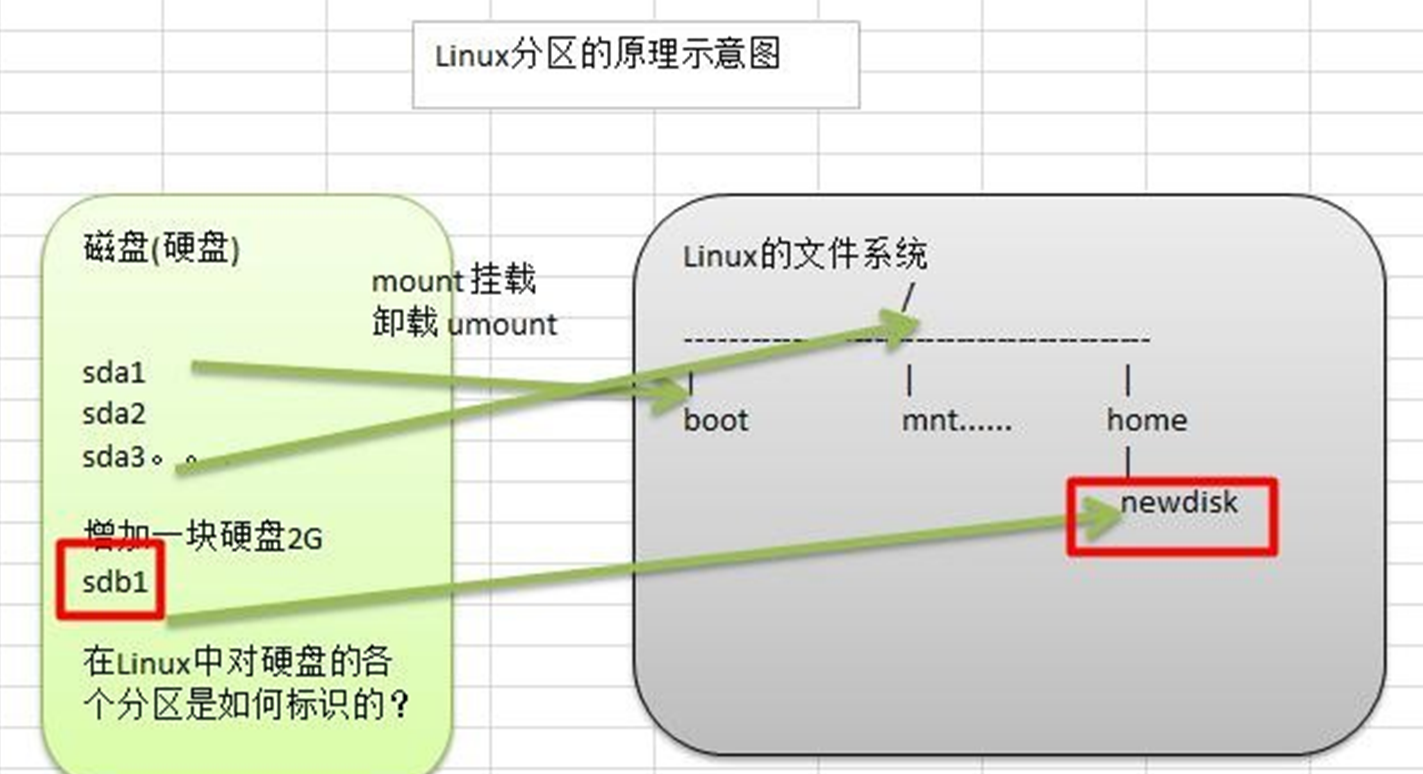 Linux分区的原理示意图
磁盘(硬盘)
mount 挂载
卸载 umount
sda1
sda2
sda3。。
增加一块硬盘2G
sdb1
在Linux中对硬盘的各
个分区是如何标识的？
Linux的文件系统
/
-----------------------------------------
| | |
boot mnt...... home
|
newdisk